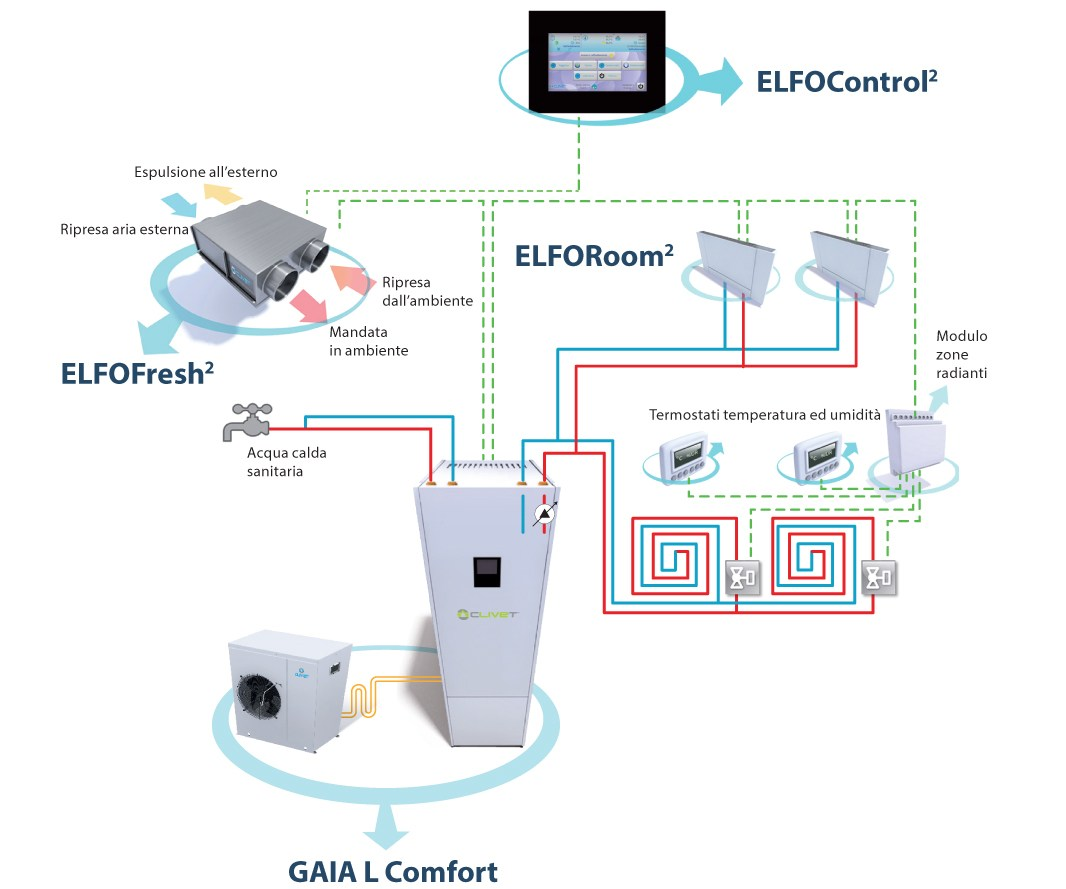 ELFOControl²
Espulsione all'esterno
Ripresa aria esterna
ELFORoom²
Ripresa
dall'ambiente
Mandata
in ambiente
ELFOFresh²
Modulo
zone
radianti
Termostati temperatura ed umidità
Acqua calda
sanitaria
CLIVET
CLIVET
GAIA L Comfort